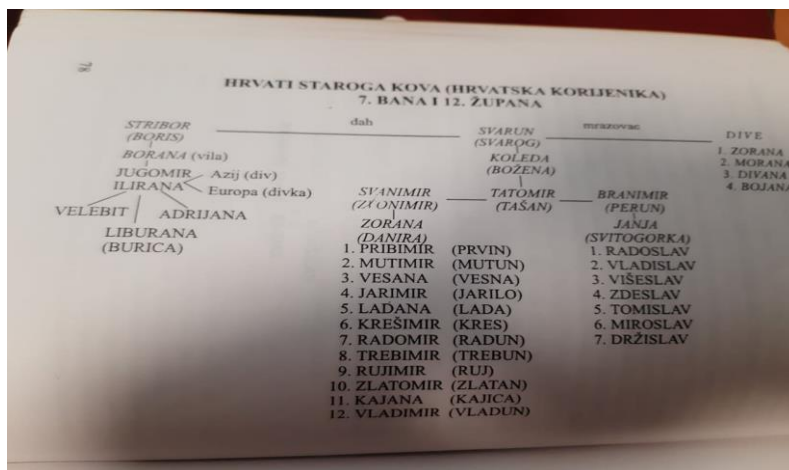 78
HRVATI STAROGA KOVA (HRVATSKA KORIJENIKA)
7. BANA I 12. ŽUPANA
STRIBOR
(BORIS)
dah
SVARUN
(SVAROG)
mrazovac
DIVE
1. ZORANA
2. MORANA
3. DIVANA
4. BOJANA
BORANA (vila)
KOLEDA
(BOŽENA)
JUGOMIR
ILIRANA
Azij (div)
Europa (divka)
VELEBIT
ADRIJANA
LIBURANA
(BURICA)
SVANIMIR
(ZVONIMIR)
TATOMIR
(TAŠAN)
BRANIMIR
(PERUN)
ZORANA
(DANIRA)
JANJA
(SVITOGORKA)
1. PRIBIMIR (PRVIN)
2. MUTIMIR (MUTUN)
3. VESANA (VESNA)
4. JARIMIR (JARILO)
5. LAĐANA (LADA)
6. KREŠIMIR (KRES)
7. RADOMIR (RADUN)
8. TREBIMIR (TREBUN)
9. RUJIMIR (RUJ)
10. ZLATOMIR (ZLATAN)
11. KAJANA (KAJICA)
12. VLADIMIR (VLADUN)
1. RADOSLAV
2. VLADISLAV
3. VIŠESLAV
4. ZDESLAV
5. TOMISLAV
6. MIROSLAV
7. DRŽISLAV